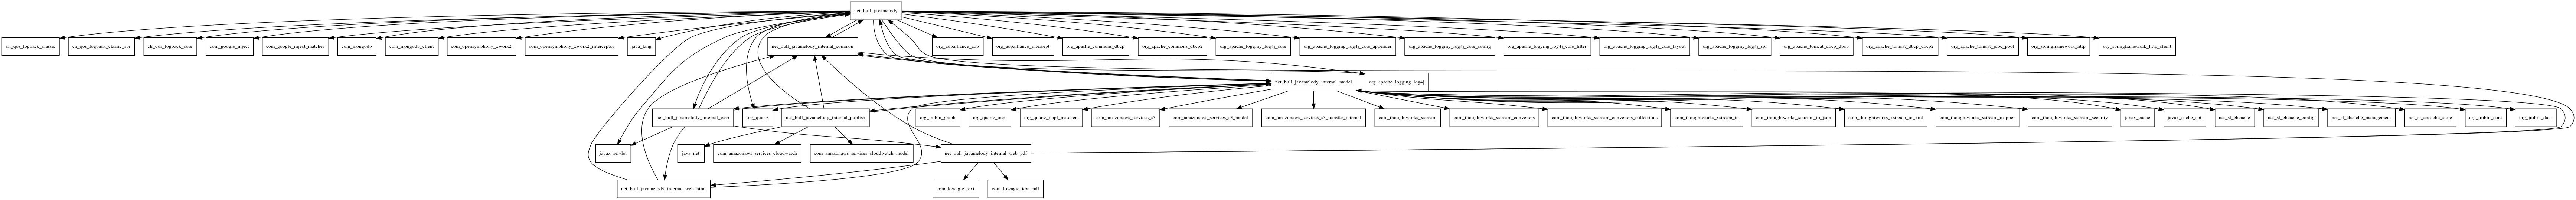 net_bull_javamelody
ch_qos_logback_classic
ch_qos_logback_classic_spi
ch_qos_logback_core
com_google_inject
com_google_inject_matcher
com_mongodb
com_mongodb_client
com_opensymphony_xwork2
com_opensymphony_xwork2_interceptor
java_lang
net_bull_javamelody_internal_common
org_aopalliance_aop
org_aopalliance_intercept
org_apache_commons_dbcp
org_apache_commons_dbcp2
org_apache_logging_log4j_core
org_apache_logging_log4j_core_appender
org_apache_logging_log4j_core_config
org_apache_logging_log4j_core_filter
org_apache_logging_log4j_core_layout
org_apache_logging_log4j_spi
org_apache_tomcat_dbcp_dbcp
org_apache_tomcat_dbcp_dbcp2
org_apache_tomcat_jdbc_pool
org_springframework_http
org_springframework_http_client
net_bull_javamelody_internal_model
org_apache_logging_log4j
net_bull_javamelody_internal_web
org_quartz
net_bull_javamelody_internal_publish
org_jrobin_graph
org_quartz_impl
org_quartz_impl_matchers
com_amazonaws_services_s3
com_amazonaws_services_s3_model
com_amazonaws_services_s3_transfer_internal
com_thoughtworks_xstream
com_thoughtworks_xstream_converters
com_thoughtworks_xstream_converters_collections
com_thoughtworks_xstream_io
com_thoughtworks_xstream_io_json
com_thoughtworks_xstream_io_xml
com_thoughtworks_xstream_mapper
com_thoughtworks_xstream_security
javax_cache
javax_cache_spi
net_sf_ehcache
net_sf_ehcache_config
net_sf_ehcache_management
net_sf_ehcache_store
org_jrobin_core
org_jrobin_data
javax_servlet
java_net
com_amazonaws_services_cloudwatch
com_amazonaws_services_cloudwatch_model
net_bull_javamelody_internal_web_pdf
net_bull_javamelody_internal_web_html
com_lowagie_text
com_lowagie_text_pdf